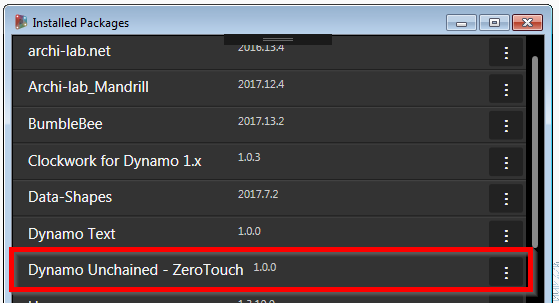 Installed Packages
archi-lab.net 2016.13.4
Archi-lab_Mandrill 2017.12.4
BumbleBee 2017.13.2
Clockwork for Dynamo 1.x 1.0.3
Data-Shapes 2017.7.2
Dynamo Text 1.0.0
Dynamo Unchained - ZeroTouch 1.0.0